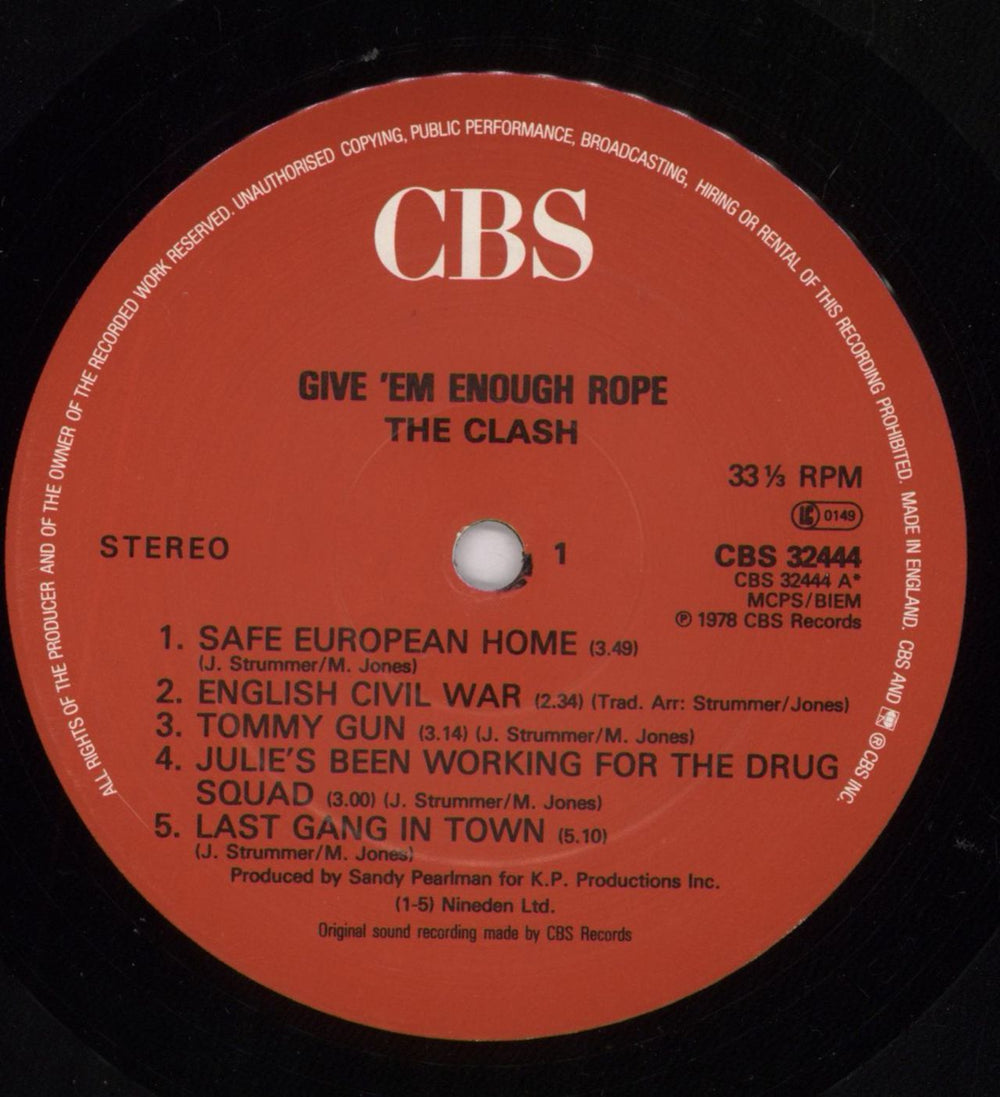 ALL RIGHTS OF THE PRODUCER AND OF THE OWNER OF THE RECORDED WORK RESERVED. UNAUTHORISED COPYING, PUBLIC PERFORMANCE, BROADCASTING, HIRING OR RENTAL OF THIS RECORDING PROHIBITED. MADE IN ENGLAND. CBS AND ® CBS INC.
CBS
GIVE 'EM ENOUGH ROPE
THE CLASH
33 ⅓ RPM
LC 0149
STEREO
1
CBS 32444
CBS 32444 A*
MCPS/BIEM
℗ 1978 CBS Records
1. SAFE EUROPEAN HOME (3.49)
(J. Strummer/M. Jones)
2. ENGLISH CIVIL WAR (2.34) (Trad. Arr: Strummer/Jones)
3. TOMMY GUN (3.14) (J. Strummer/M. Jones)
4. JULIE'S BEEN WORKING FOR THE DRUG
SQUAD (3.00) (J. Strummer/M. Jones)
5. LAST GANG IN TOWN (5.10)
(J. Strummer/M. Jones)
Produced by Sandy Pearlman for K.P. Productions Inc.
(1-5) Nineden Ltd.
Original sound recording made by CBS Records